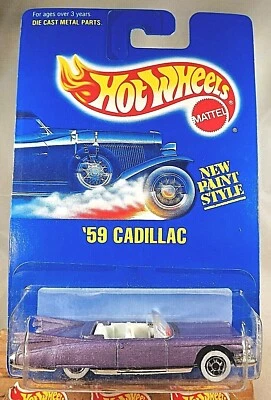 For ages over 3 years
DIE CAST METAL PARTS.
Hot Wheels
MATTEL
NEW
PAINT
STYLE
'59 CADILLAC